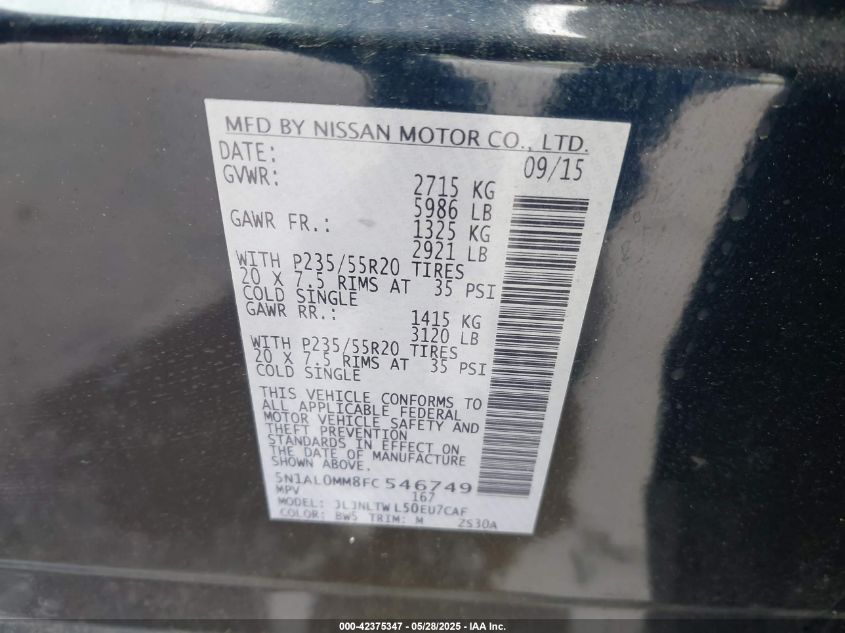 MFD BY NISSAN MOTOR CO., LTD.
DATE: 09/15
GVWR: 2715 KG
5986 LB
GAWR FR.: 1325 KG
2921 LB
WITH P235/55R20 TIRES
20 X 7.5 RIMS AT 35 PSI
COLD SINGLE
GAWR RR.: 1415 KG
3120 LB
WITH P235/55R20 TIRES
20 X 7.5 RIMS AT 35 PSI
COLD SINGLE
THIS VEHICLE CONFORMS TO
ALL APPLICABLE FEDERAL
MOTOR VEHICLE SAFETY AND
THEFT PREVENTION
STANDARDS IN EFFECT ON
THE DATE OF MANUFACTURE
SHOWN ABOVE.
5N1AL0MM8FC546749
MPV 167
MODEL: 3L3NLTW L50EU7CAF
COLOR: BW5 TRIM: M 2S30A
000-42375347 / 05/28/2025 - IAA Inc.